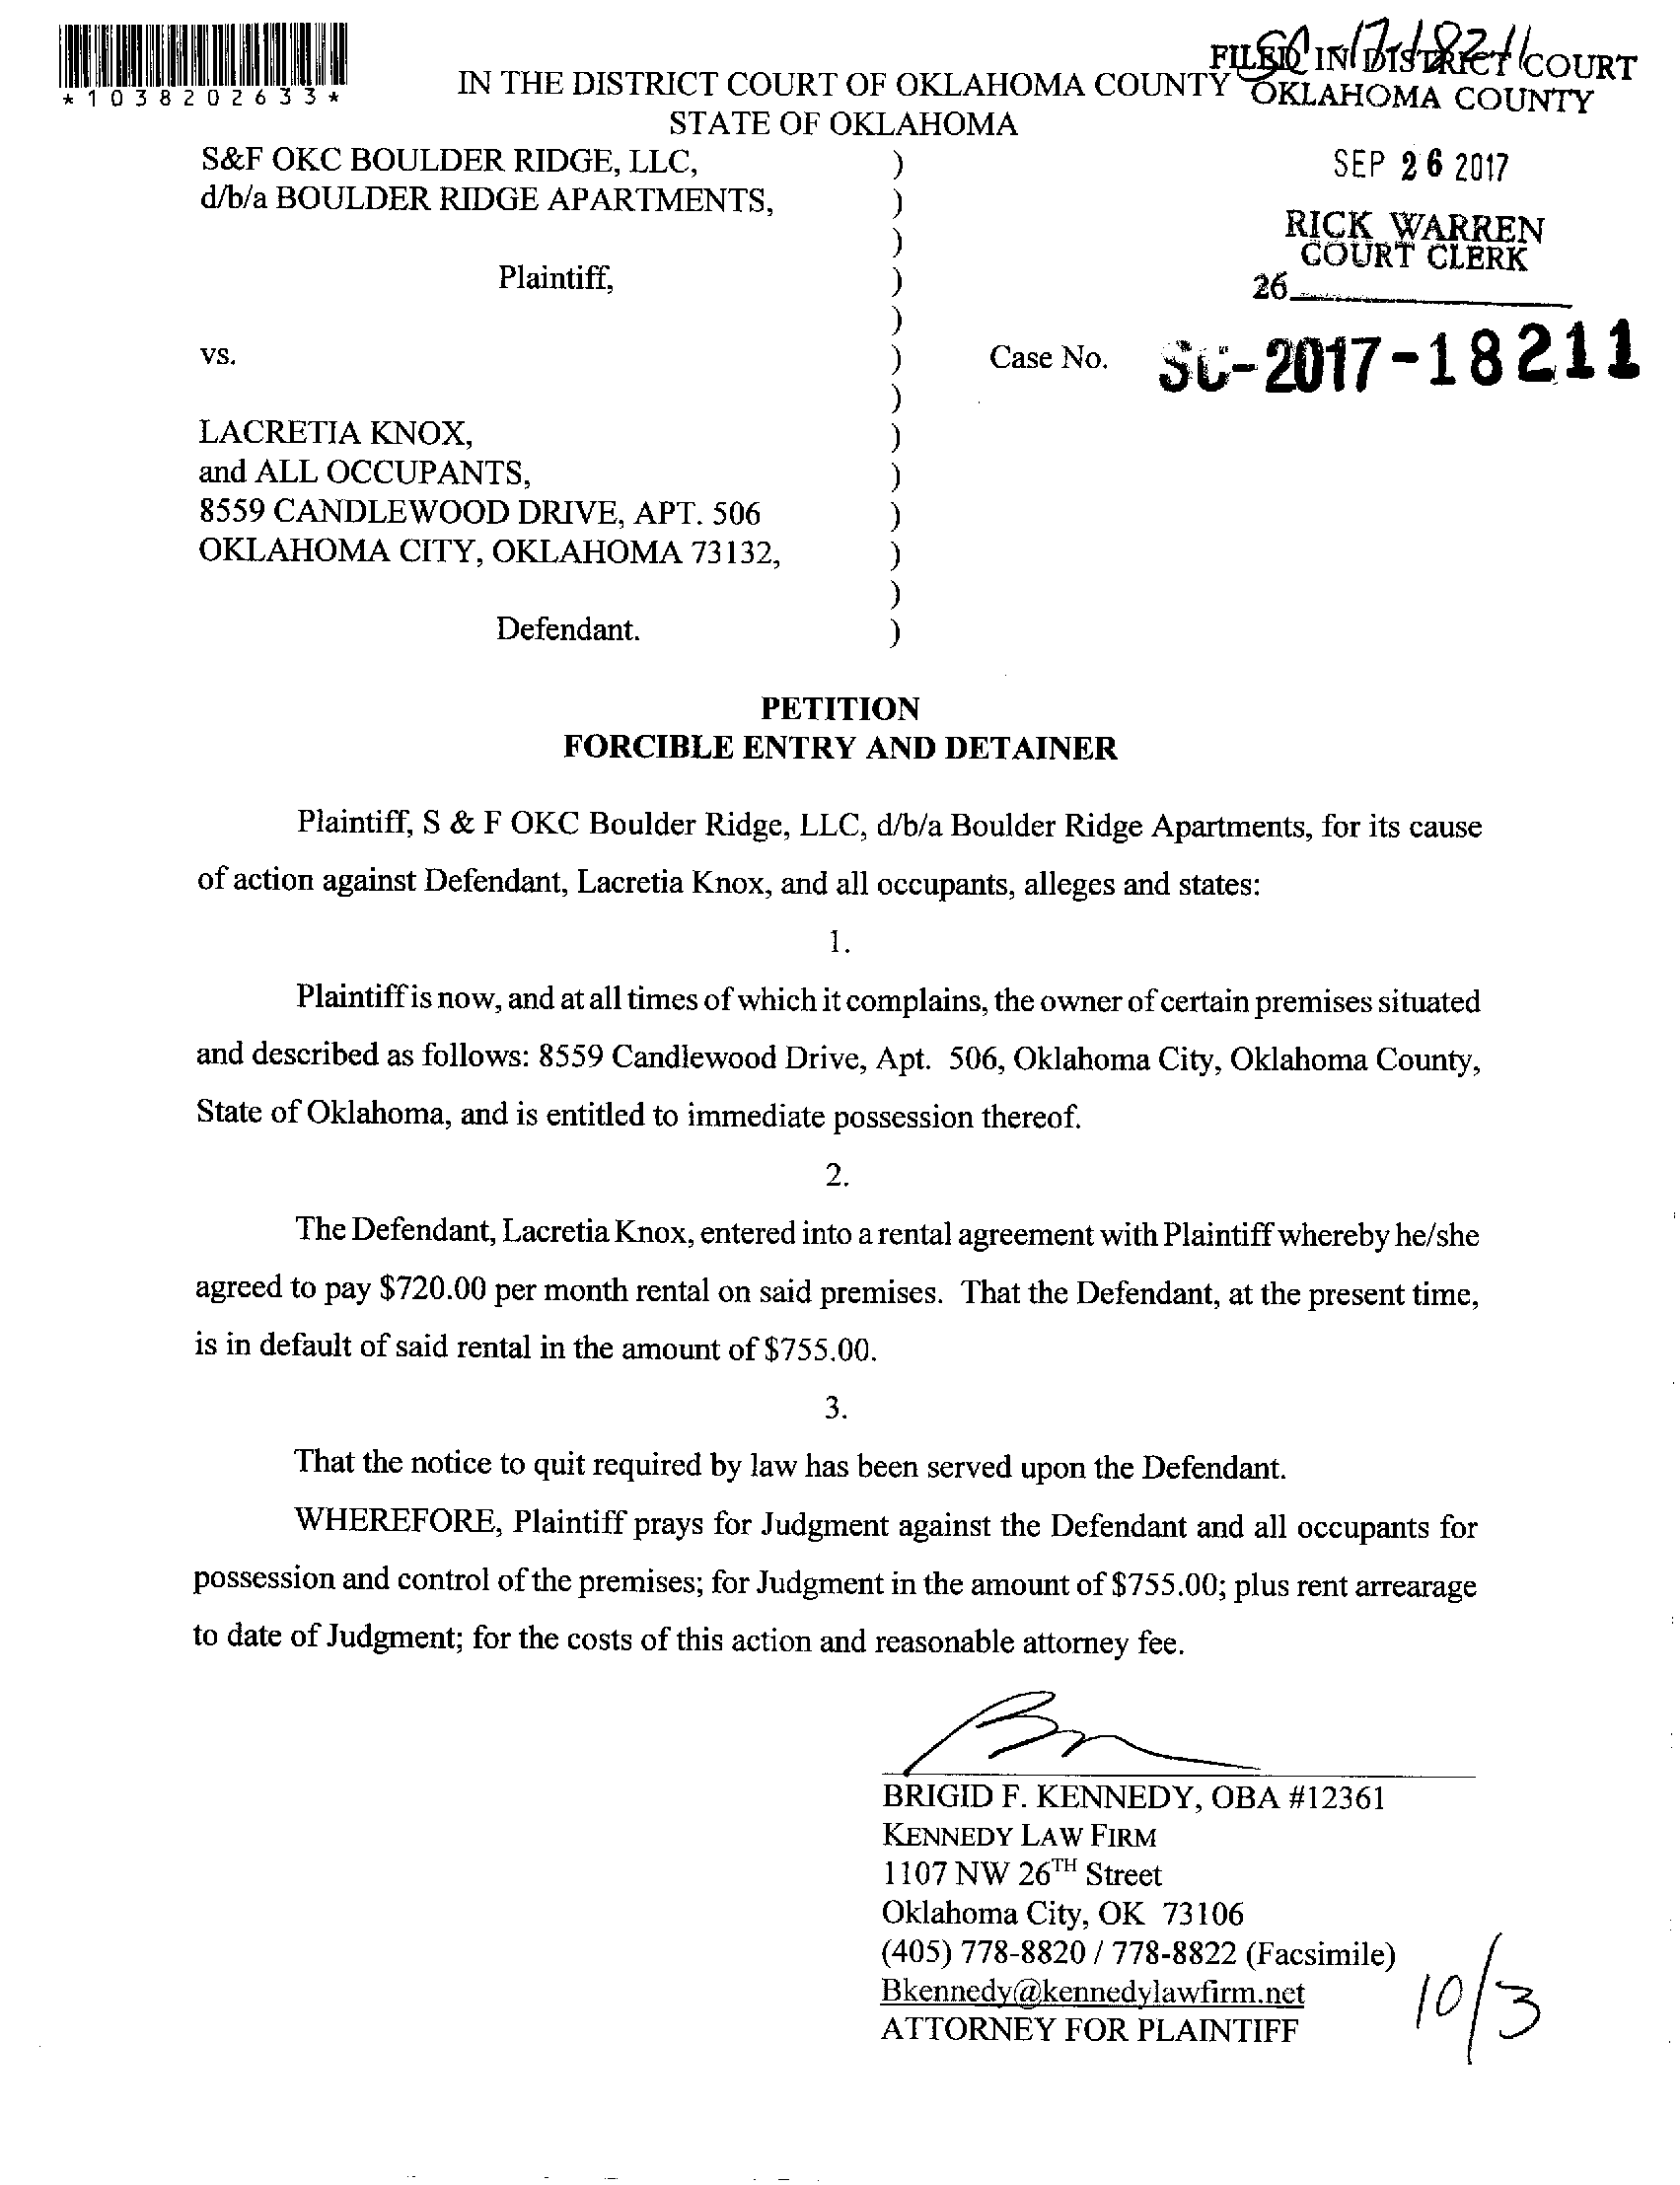 *1038202633*
SC-17-18211
FILED IN DISTRICT COURT
OKLAHOMA COUNTY
IN THE DISTRICT COURT OF OKLAHOMA COUNTY
STATE OF OKLAHOMA
SEP 26 2017
RICK WARREN
COURT CLERK
26
S&F OKC BOULDER RIDGE, LLC, )
d/b/a BOULDER RIDGE APARTMENTS, )
)
Plaintiff, )
)
vs. ) Case No. SC-2017-18211
)
LACRETIA KNOX, )
and ALL OCCUPANTS, )
8559 CANDLEWOOD DRIVE, APT. 506 )
OKLAHOMA CITY, OKLAHOMA 73132, )
)
Defendant. )
PETITION
FORCIBLE ENTRY AND DETAINER
Plaintiff, S & F OKC Boulder Ridge, LLC, d/b/a Boulder Ridge Apartments, for its cause
of action against Defendant, Lacretia Knox, and all occupants, alleges and states:
1.
Plaintiff is now, and at all times of which it complains, the owner of certain premises situated
and described as follows: 8559 Candlewood Drive, Apt. 506, Oklahoma City, Oklahoma County,
State of Oklahoma, and is entitled to immediate possession thereof.
2.
The Defendant, Lacretia Knox, entered into a rental agreement with Plaintiff whereby he/she
agreed to pay $720.00 per month rental on said premises. That the Defendant, at the present time,
is in default of said rental in the amount of $755.00.
3.
That the notice to quit required by law has been served upon the Defendant.
WHEREFORE, Plaintiff prays for Judgment against the Defendant and all occupants for
possession and control of the premises; for Judgment in the amount of $755.00; plus rent arrearage
to date of Judgment; for the costs of this action and reasonable attorney fee.
BRIGID F. KENNEDY, OBA #12361
KENNEDY LAW FIRM
1107 NW 26TH Street
Oklahoma City, OK 73106
(405) 778-8820 / 778-8822 (Facsimile)
Bkennedy@kennedylawfirm.net
ATTORNEY FOR PLAINTIFF
10/3